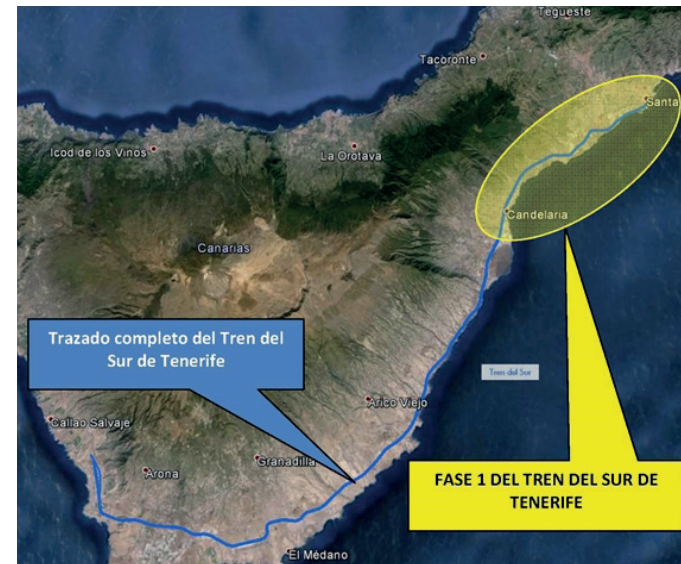 Tegueste
Tacoronte
Santa
Icod de los Vinos
La Orotava
Candelaria
Canarias
Trazado completo del Tren del
Sur de Tenerife
Tren del Sur
Arico Viejo
Callao Salvaje
Granadilla
Arona
FASE 1 DEL TREN DEL SUR DE
TENERIFE
El Médano